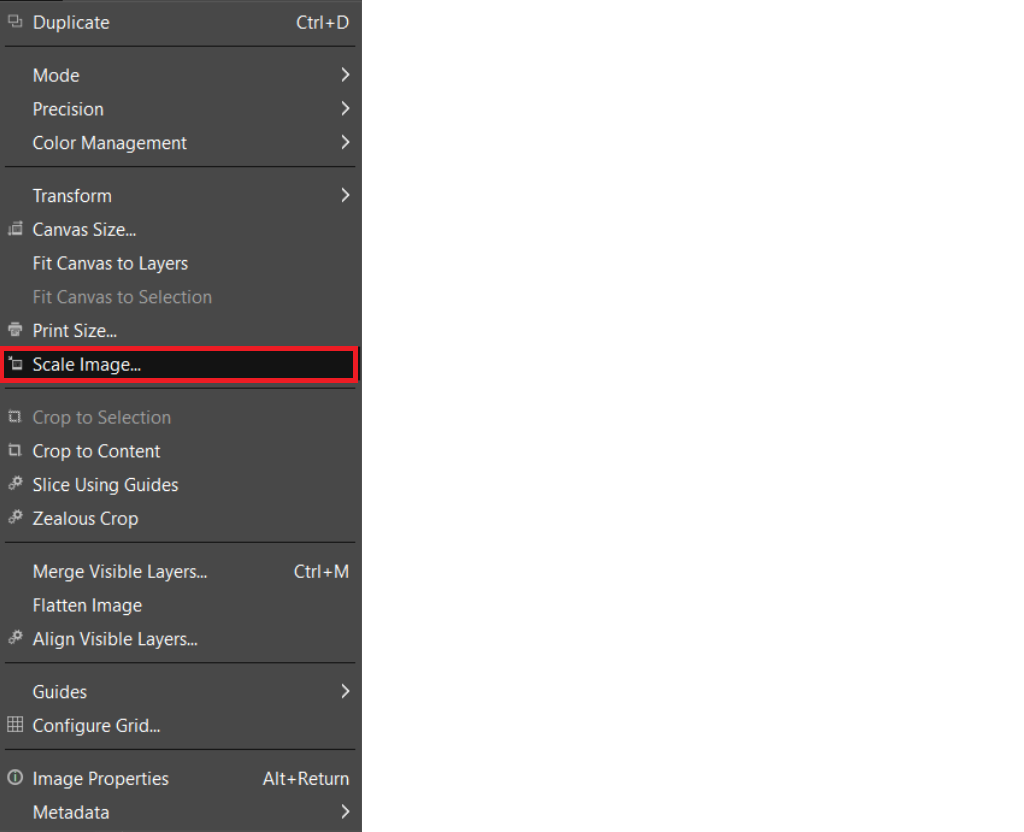 Duplicate Ctrl+D
Mode
Precision
Color Management
Transform
Canvas Size...
Fit Canvas to Layers
Fit Canvas to Selection
Print Size...
Scale Image...
Crop to Selection
Crop to Content
Slice Using Guides
Zealous Crop
Merge Visible Layers... Ctrl+M
Flatten Image
Align Visible Layers...
Guides
Configure Grid...
Image Properties Alt+Return
Metadata